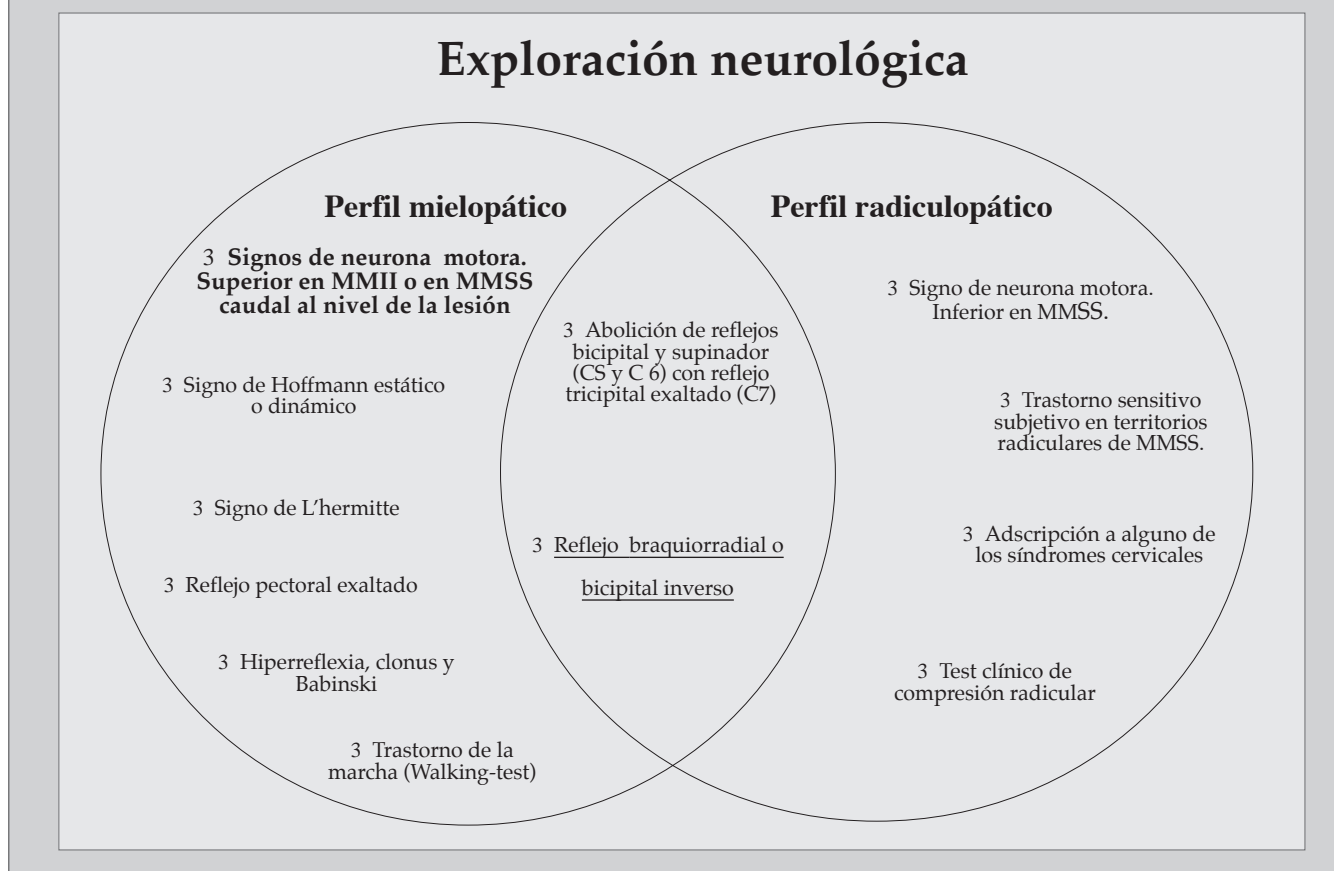 Exploración neurológica
Perfil mielopático
3 Signos de neurona motora.
Superior en MMII o en MMSS
caudal al nivel de la lesión
3 Signo de Hoffmann estático
o dinámico
3 Signo de L'hermitte
3 Reflejo pectoral exaltado
3 Hiperreflexia, clonus y
Babinski
3 Trastorno de la
marcha (Walking-test)
3 Abolición de reflejos
bicipital y supinador
(CS y C 6) con reflejo
tricipital exaltado (C7)
3 Reflejo braquiorradial o
bicipital inverso
Perfil radiculopático
3 Signo de neurona motora.
Inferior en MMSS.
3 Trastorno sensitivo
subjetivo en territorios
radiculares de MMSS.
3 Adscripción a alguno de
los síndromes cervicales
3 Test clínico de
compresión radicular